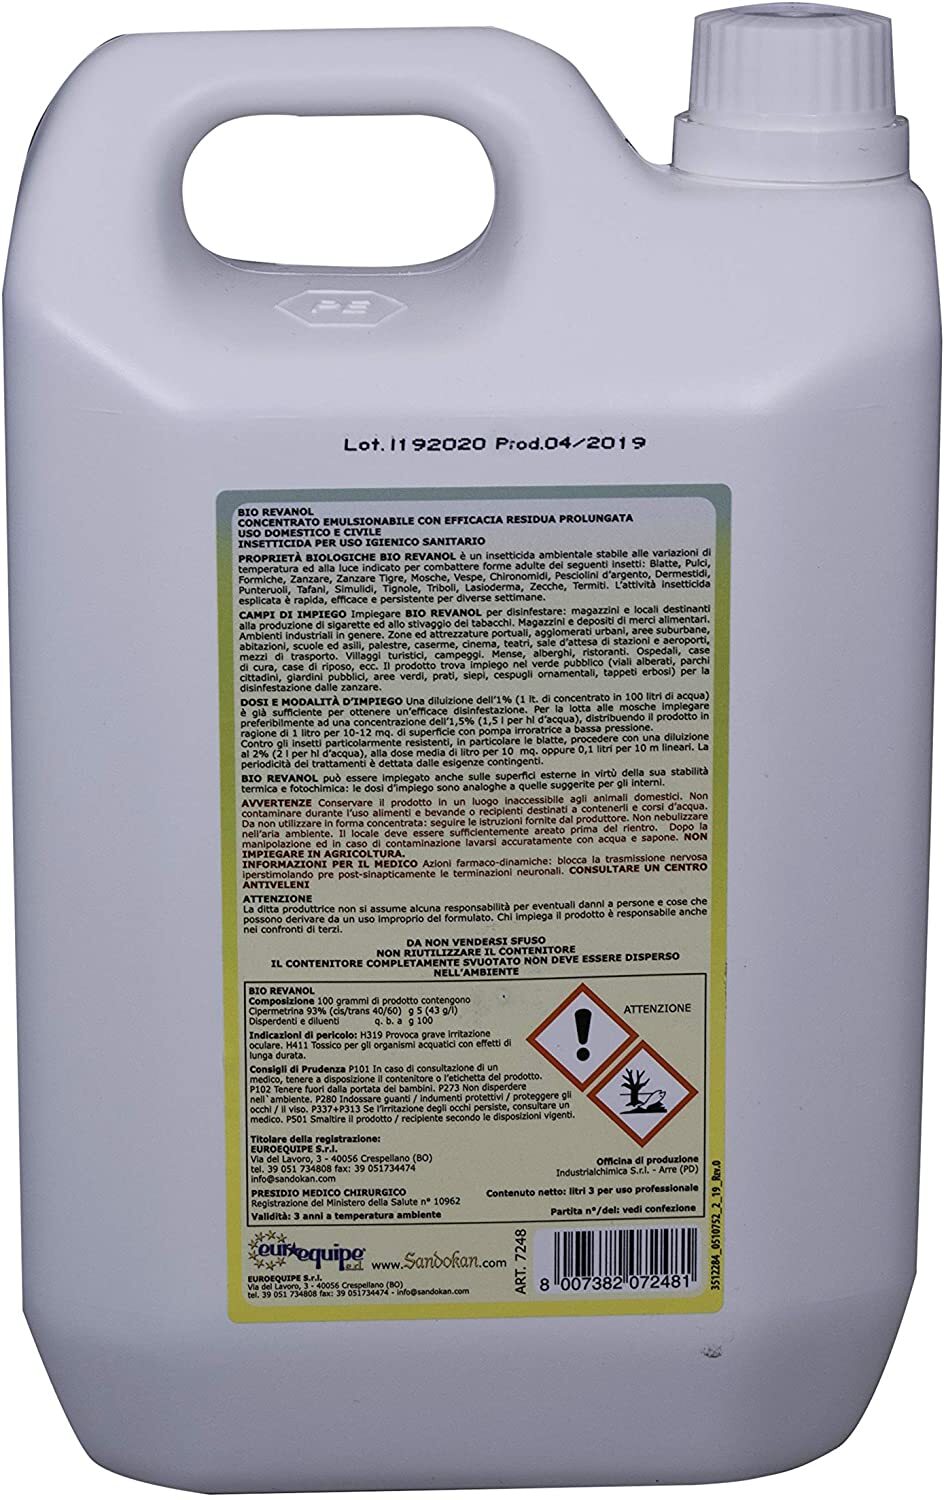 PE
Lot.I192020 Prod.04/2019
BIO REVANOL
CONCENTRATO EMULSIONABILE CON EFFICACIA RESIDUA PROLUNGATA
USO DOMESTICO E CIVILE
INSETTICIDA PER USO IGIENICO SANITARIO
PROPRIETÀ BIOLOGICHE BIO REVANOL è un insetticida ambientale stabile alle variazioni di
temperatura ed alla luce indicato per combattere forme adulte dei seguenti insetti: Blatte, Pulci,
Formiche, Zanzare, Zanzare Tigre, Mosche, Vespe, Chironomidi, Pesciolini d'argento, Dermestidi,
Punteruoli, Tafani, Simulidi, Tignole, Triboli, Lasioderma, Zecche, Termiti. L'attività insetticida
esplicata è rapida, efficace e persistente per diverse settimane.
CAMPI DI IMPIEGO Impiegare BIO REVANOL per disinfestare: magazzini e locali destinati
alla produzione di sigarette ed allo stivaggio dei tabacchi. Magazzini e depositi di merci alimentari.
Ambienti industriali in genere. Zone ed attrezzature portuali, agglomerati urbani, aree suburbane,
abitazioni, scuole ed asili, palestre, caserme, cinema, teatri, sale d'attesa di stazioni e aeroporti,
mezzi di trasporto. Villaggi turistici, campeggi. Mense, alberghi, ristoranti. Ospedali, case
di cura, case di riposo, ecc. Il prodotto trova impiego nel verde pubblico (viali alberati, parchi
cittadini, giardini pubblici, aree verdi, prati, siepi, cespugli ornamentali, tappeti erbosi) per la
disinfestazione dalle zanzare.
DOSI E MODALITÀ D'IMPIEGO Una diluizione dell'1% (1 lt. di concentrato in 100 litri di acqua)
è già sufficiente per ottenere un'efficace disinfestazione. Per la lotta alle mosche impiegare
preferibilmente ad una concentrazione dell'1,5% (1,5 l per hl d'acqua), distribuendo il prodotto in
ragione di 1 litro per 10-12 mq. di superficie con pompa irroratrice a bassa pressione.
Contro gli insetti particolarmente resistenti, in particolare le blatte, procedere con una diluizione
al 2% (2 l per hl d'acqua), alla dose media di litro per 10 mq. oppure 0,1 litri per 10 m lineari. La
periodicità dei trattamenti è dettata dalle esigenze contingenti.
BIO REVANOL può essere impiegato anche sulle superfici esterne in virtù della sua stabilità
termica e fotochimica: le dosi d'impiego sono analoghe a quelle suggerite per gli interni.
AVVERTENZE Conservare il prodotto in un luogo inaccessibile agli animali domestici. Non
contaminare durante l'uso alimenti e bevande o recipienti destinati a contenerli e corsi d'acqua.
Da non utilizzare in forma concentrata: seguire le istruzioni fornite dal produttore. Non nebulizzare
nell'aria ambiente. Il locale deve essere sufficientemente areato prima del rientro. Dopo la
manipolazione ed in caso di contaminazione lavarsi accuratamente con acqua e sapone. NON
IMPIEGARE IN AGRICOLTURA.
INFORMAZIONI PER IL MEDICO Azioni farmaco-dinamiche: blocca la trasmissione nervosa
iperstimolando pre post-sinapticamente le terminazioni neuronali. CONSULTARE UN CENTRO
ANTIVELENI
ATTENZIONE
La ditta produttrice non si assume alcuna responsabilità per eventuali danni a persone e cose che
possono derivare da un uso improprio del formulato. Chi impiega il prodotto è responsabile anche
nei confronti di terzi.
DA NON VENDERSI SFUSO
NON RIUTILIZZARE IL CONTENITORE
IL CONTENITORE COMPLETAMENTE SVUOTATO NON DEVE ESSERE DISPERSO
NELL'AMBIENTE
BIO REVANOL
Composizione 100 grammi di prodotto contengono
Cipermetrina 93% (cis/trans 40/60) g 5 (43 g/l)
Disperdenti e diluenti q. b. a g 100
Indicazioni di pericolo: H319 Provoca grave irritazione
oculare. H411 Tossico per gli organismi acquatici con effetti di
lunga durata.
Consigli di Prudenza P101 In caso di consultazione di un
medico, tenere a disposizione il contenitore o l'etichetta del prodotto.
P102 Tenere fuori dalla portata dei bambini. P273 Non disperdere
nell`ambiente. P280 Indossare guanti / indumenti protettivi / proteggere gli
occhi / il viso. P337+P313 Se l'irritazione degli occhi persiste, consultare un
medico. P501 Smaltire il prodotto / recipiente secondo le disposizioni vigenti.
ATTENZIONE
Titolare della registrazione:
EUROEQUIPE S.r.l.
Via del Lavoro, 3 - 40056 Crespellano (BO)
tel. 39 051 734808 fax: 39 051734474
info@sandokan.com
Officina di produzione
Industrialchimica S.r.l. - Arre (PD)
PRESIDIO MEDICO CHIRURGICO
Registrazione del Ministero della Salute n° 10962
Validità: 3 anni a temperatura ambiente
Contenuto netto: litri 3 per uso professionale
Partita n°/del: vedi confezione
3512284_0510752_2_19_Rev.0
euroequipe s.r.l.
www.Sandokan.com
EUROEQUIPE S.r.l.
Via del Lavoro, 3 - 40056 Crespellano (BO)
tel. 39 051 734808 fax: 39 051734474 - info@sandokan.com
ART. 7248
8 007382 072481